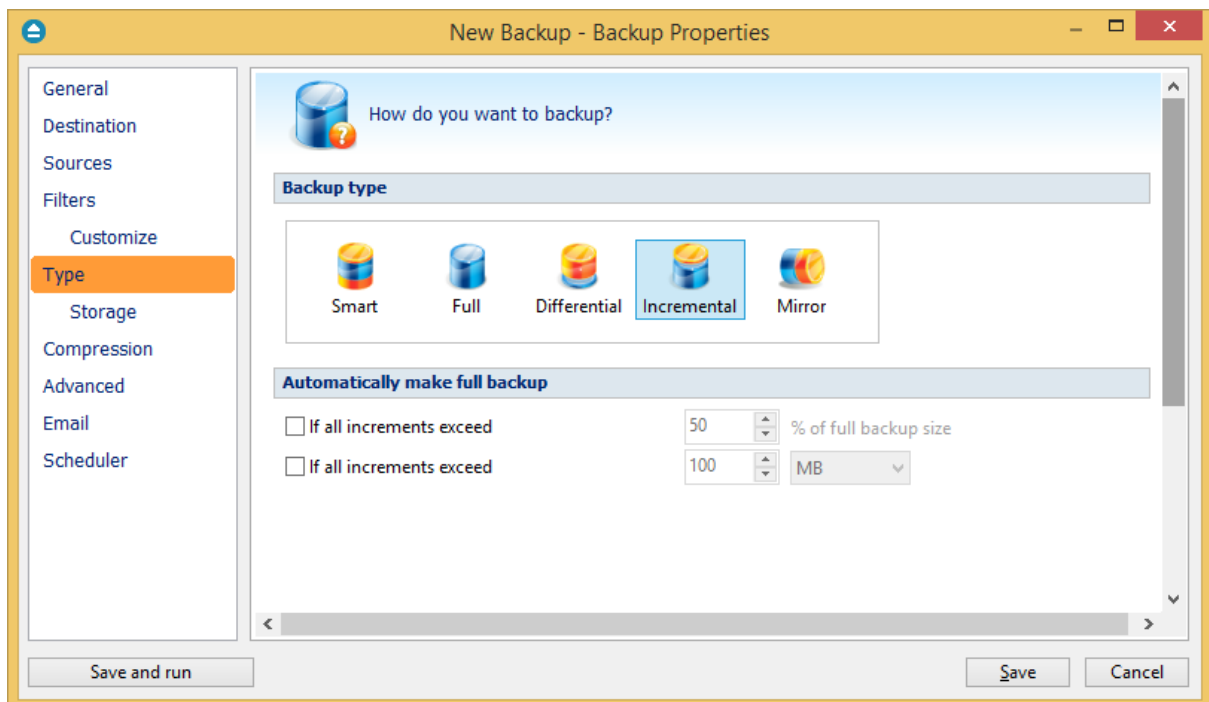 New Backup - Backup Properties
General
Destination
Sources
Filters
Customize
Type
Storage
Compression
Advanced
Email
Scheduler
How do you want to backup?
Backup type
Smart Full Differential Incremental Mirror
Automatically make full backup
If all increments exceed 50 % of full backup size
If all increments exceed 100 MB
Save and run Save Cancel